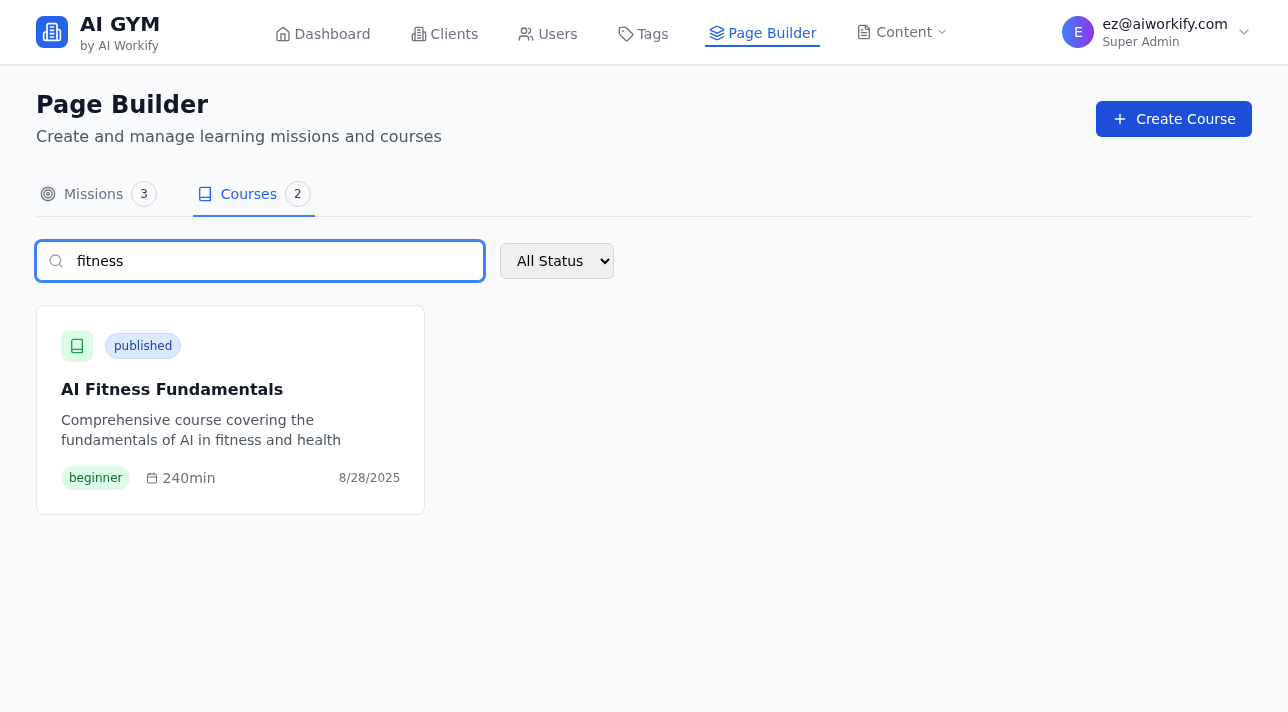 AI GYM
by AI Workify
Dashboard
Clients
Users
Tags
Page Builder
Content
E
ez@aiworkify.com
Super Admin
Page Builder
Create and manage learning missions and courses
Create Course
Missions 3
Courses 2
fitness
All Status
published
AI Fitness Fundamentals
Comprehensive course covering the
fundamentals of AI in fitness and health
beginner
240min
8/28/2025